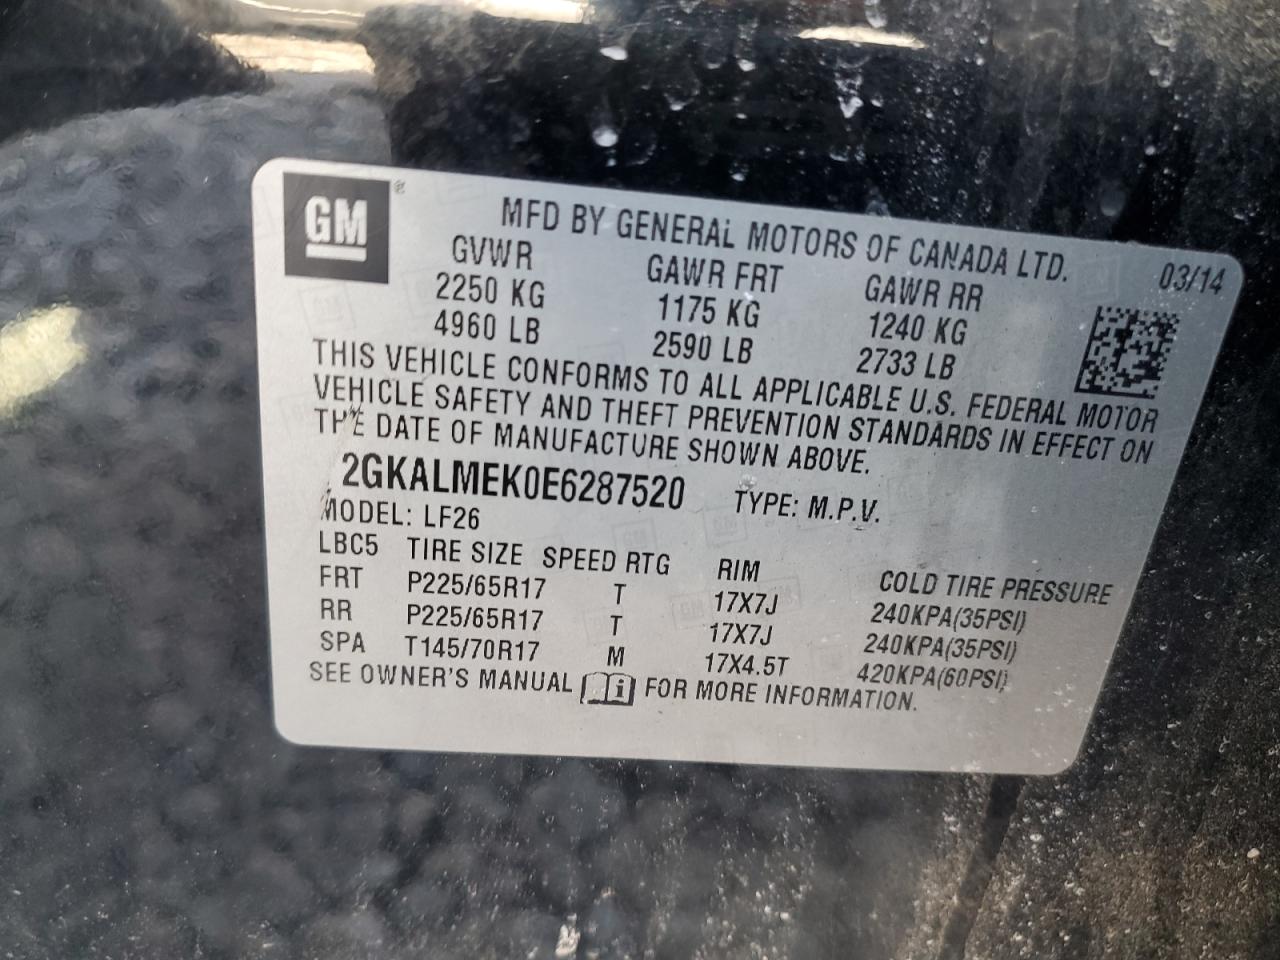 GM®
MFD BY GENERAL MOTORS OF CANADA LTD.
03/14
GVWR GAWR FRT GAWR RR
2250 KG 1175 KG 1240 KG
4960 LB 2590 LB 2733 LB
THIS VEHICLE CONFORMS TO ALL APPLICABLE U.S. FEDERAL MOTOR
VEHICLE SAFETY AND THEFT PREVENTION STANDARDS IN EFFECT ON
THE DATE OF MANUFACTURE SHOWN ABOVE.
2GKALMEK0E6287520 TYPE: M.P.V.
MODEL: LF26
LBC5 TIRE SIZE SPEED RTG RIM COLD TIRE PRESSURE
FRT P225/65R17 T 17X7J 240KPA(35PSI)
RR P225/65R17 T 17X7J 240KPA(35PSI)
SPA T145/70R17 M 17X4.5T 420KPA(60PSI)
SEE OWNER'S MANUAL i FOR MORE INFORMATION.